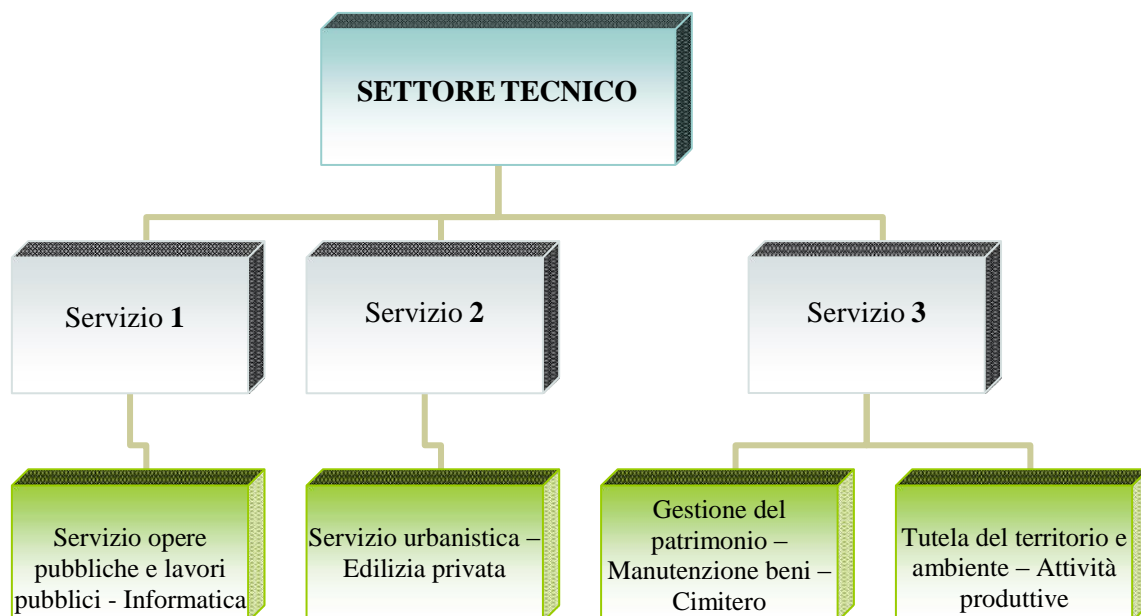 SETTORE TECNICO
Servizio 1
Servizio 2
Servizio 3
Servizio opere
pubbliche e lavori
pubblici - Informatica
Servizio urbanistica –
Edilizia privata
Gestione del
patrimonio –
Manutenzione beni –
Cimitero
Tutela del territorio e
ambiente – Attività
produttive